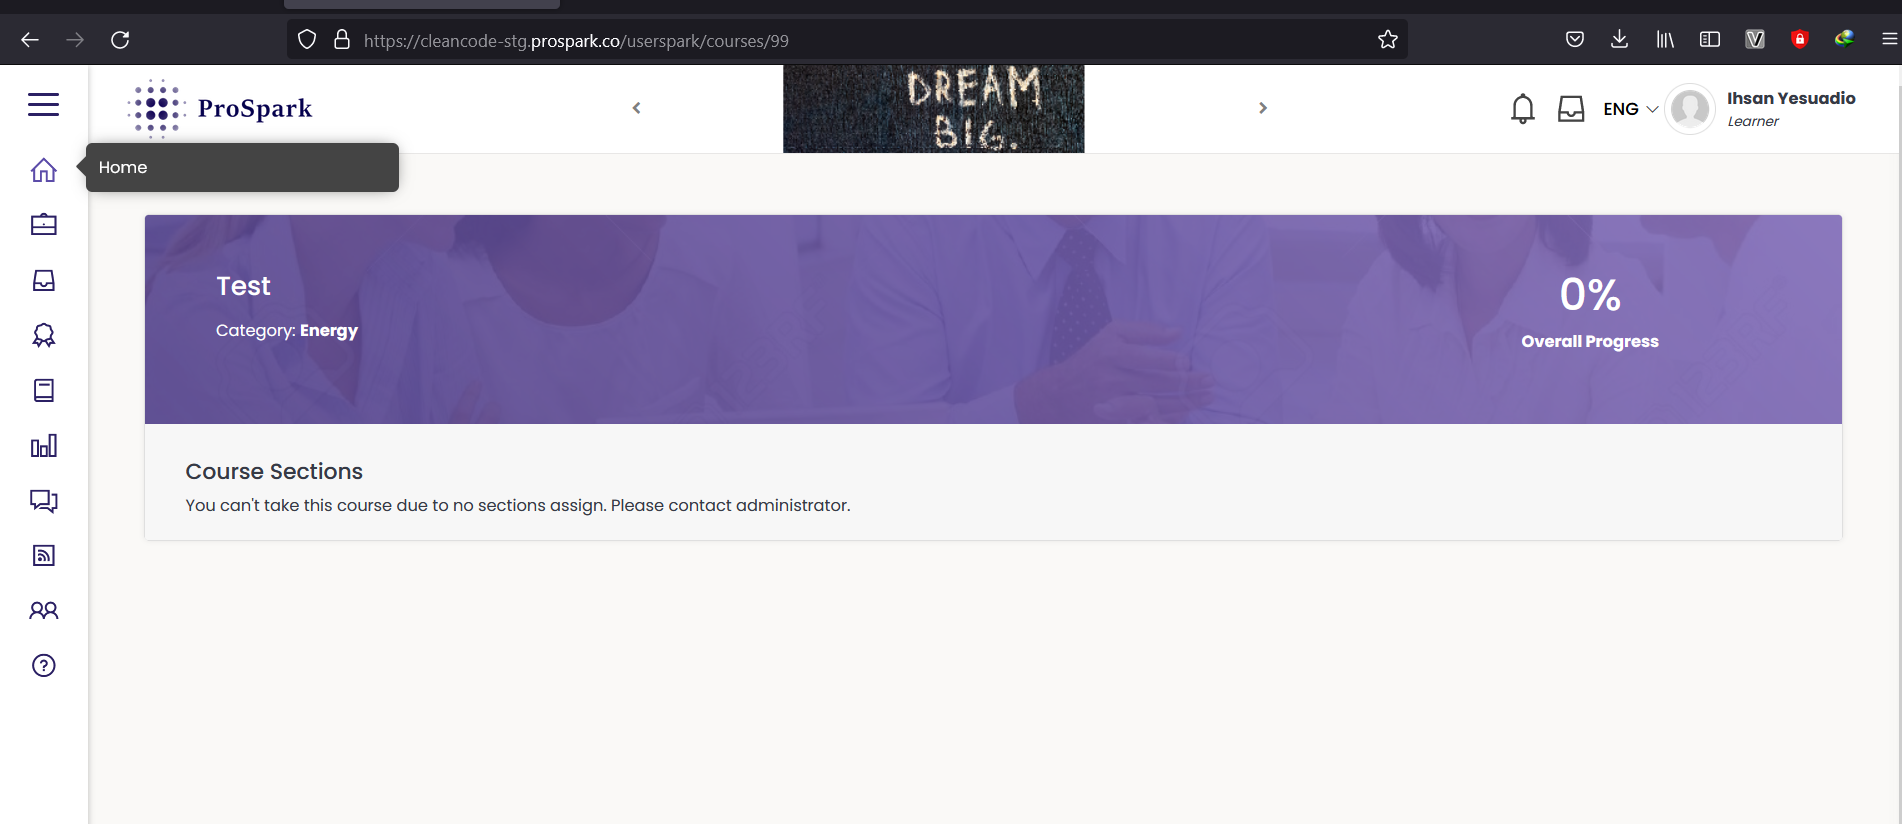 https://cleancode-stg.prospark.co/userspark/courses/99
ProSpark
DREAM
BIG.
ENG
Ihsan Yesuadio
Learner
Home
Test
Category: Energy
0%
Overall Progress
Course Sections
You can't take this course due to no sections assign. Please contact administrator.